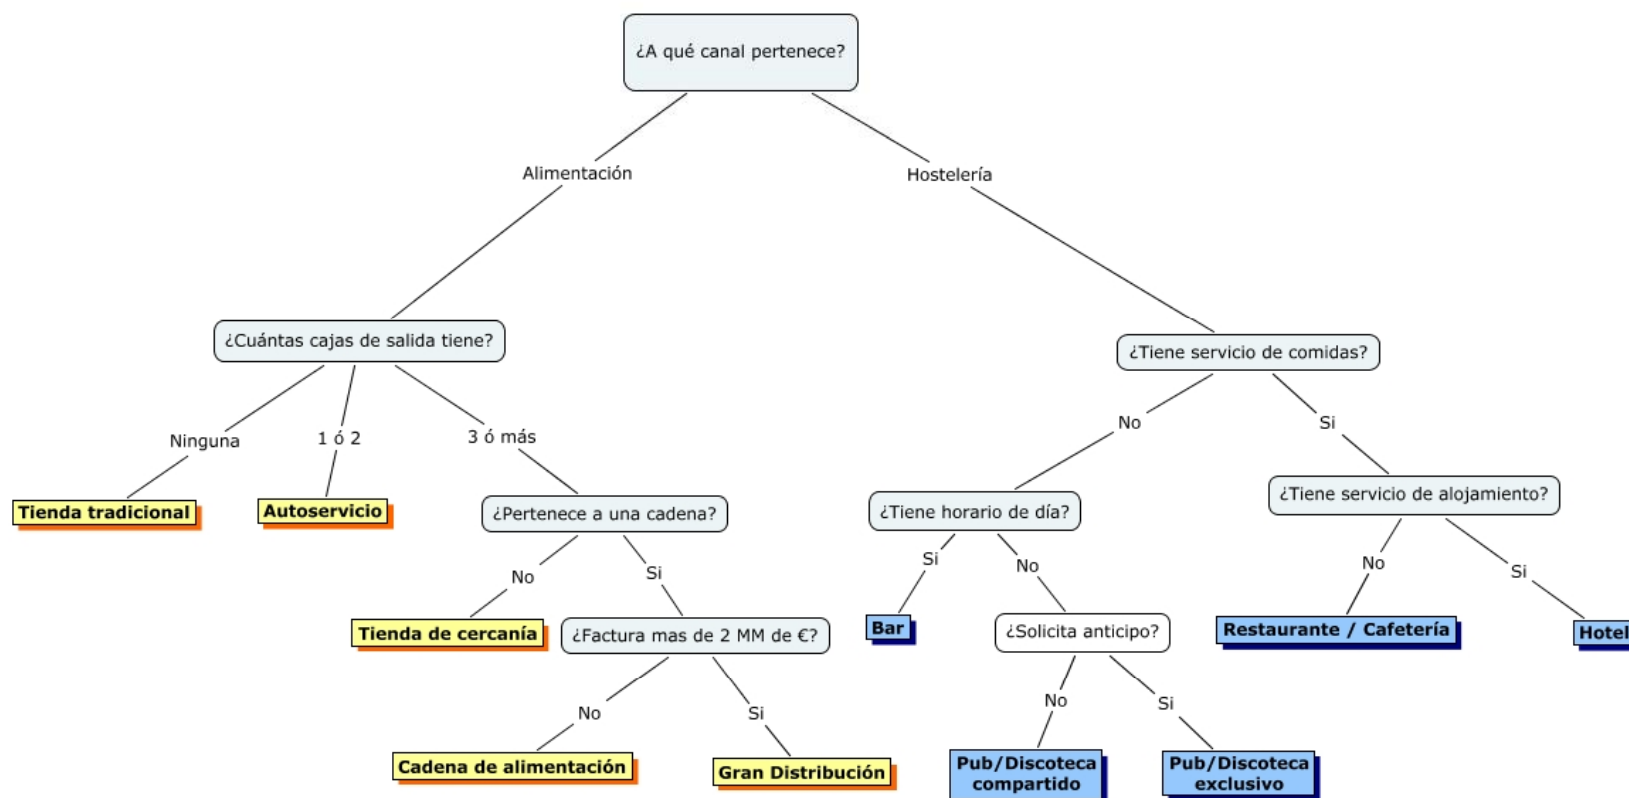 ¿A qué canal pertenece?
Alimentación
Hostelería
¿Cuántas cajas de salida tiene?
¿Tiene servicio de comidas?
Ninguna
1 ó 2
3 ó más
No
Si
Tienda tradicional
Autoservicio
¿Pertenece a una cadena?
¿Tiene horario de día?
¿Tiene servicio de alojamiento?
No
Si
Si
No
No
Si
Tienda de cercanía
¿Factura mas de 2 MM de €?
Bar
¿Solicita anticipo?
Restaurante / Cafetería
Hotel
No
Si
No
Si
Cadena de alimentación
Gran Distribución
Pub/Discoteca
compartido
Pub/Discoteca
exclusivo